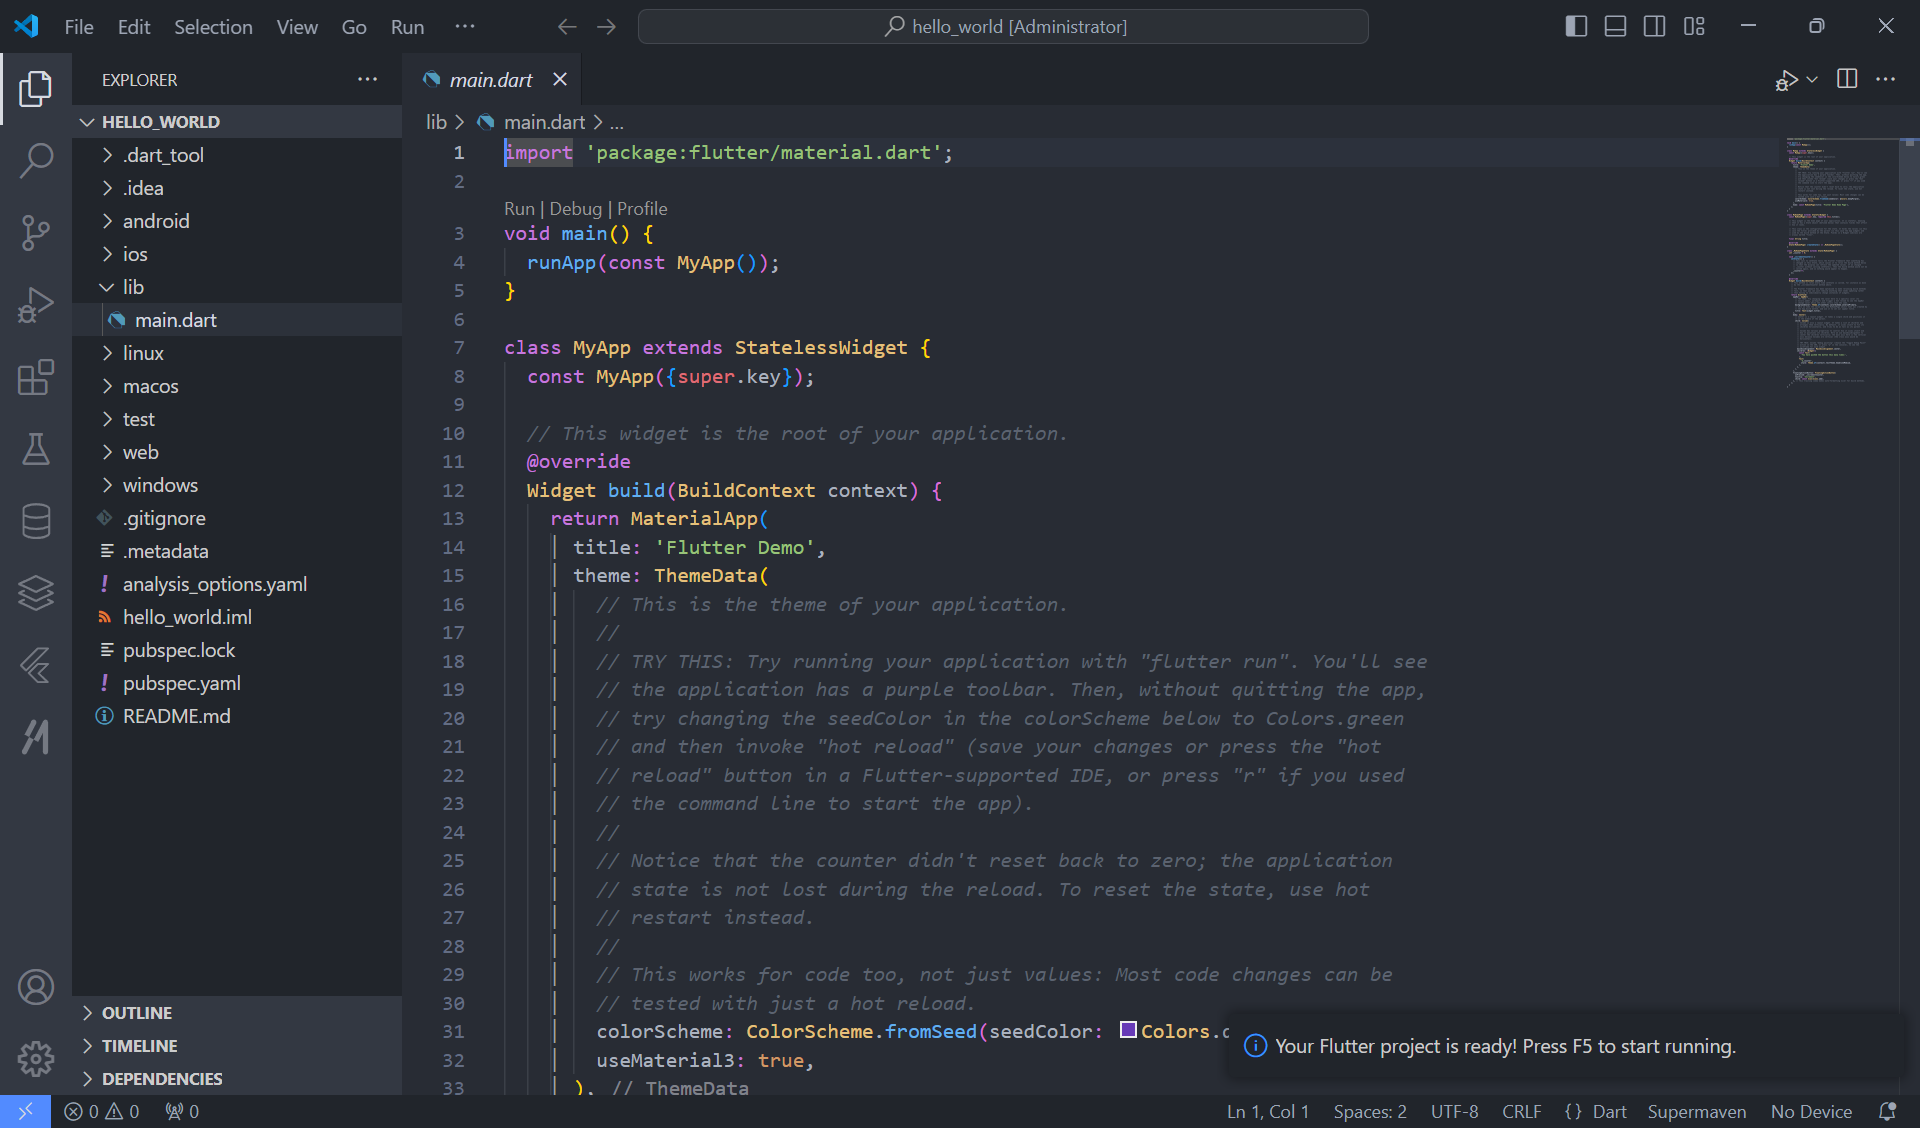 File Edit Selection View Go Run ...
hello_world [Administrator]
EXPLORER ...
HELLO_WORLD
.dart_tool
.idea
android
ios
lib
main.dart
linux
macos
test
web
windows
.gitignore
.metadata
! analysis_options.yaml
hello_world.iml
pubspec.lock
! pubspec.yaml
README.md
OUTLINE
TIMELINE
DEPENDENCIES
main.dart
lib > main.dart > ...
1 import 'package:flutter/material.dart';
2
Run | Debug | Profile
3 void main() {
4 runApp(const MyApp());
5 }
6
7 class MyApp extends StatelessWidget {
8 const MyApp({super.key});
9
10 // This widget is the root of your application.
11 @override
12 Widget build(BuildContext context) {
13 return MaterialApp(
14 title: 'Flutter Demo',
15 theme: ThemeData(
16 // This is the theme of your application.
17 //
18 // TRY THIS: Try running your application with "flutter run". You'll see
19 // the application has a purple toolbar. Then, without quitting the app,
20 // try changing the seedColor in the colorScheme below to Colors.green
21 // and then invoke "hot reload" (save your changes or press the "hot
22 // reload" button in a Flutter-supported IDE, or press "r" if you used
23 // the command line to start the app).
24 //
25 // Notice that the counter didn't reset back to zero; the application
26 // state is not lost during the reload. To reset the state, use hot
27 // restart instead.
28 //
29 // This works for code too, not just values: Most code changes can be
30 // tested with just a hot reload.
31 colorScheme: ColorScheme.fromSeed(seedColor: Colors.
32 useMaterial3: true,
33 ), // ThemeData
Your Flutter project is ready! Press F5 to start running.
0 0 0
Ln 1, Col 1 Spaces: 2 UTF-8 CRLF {} Dart Supermaven No Device